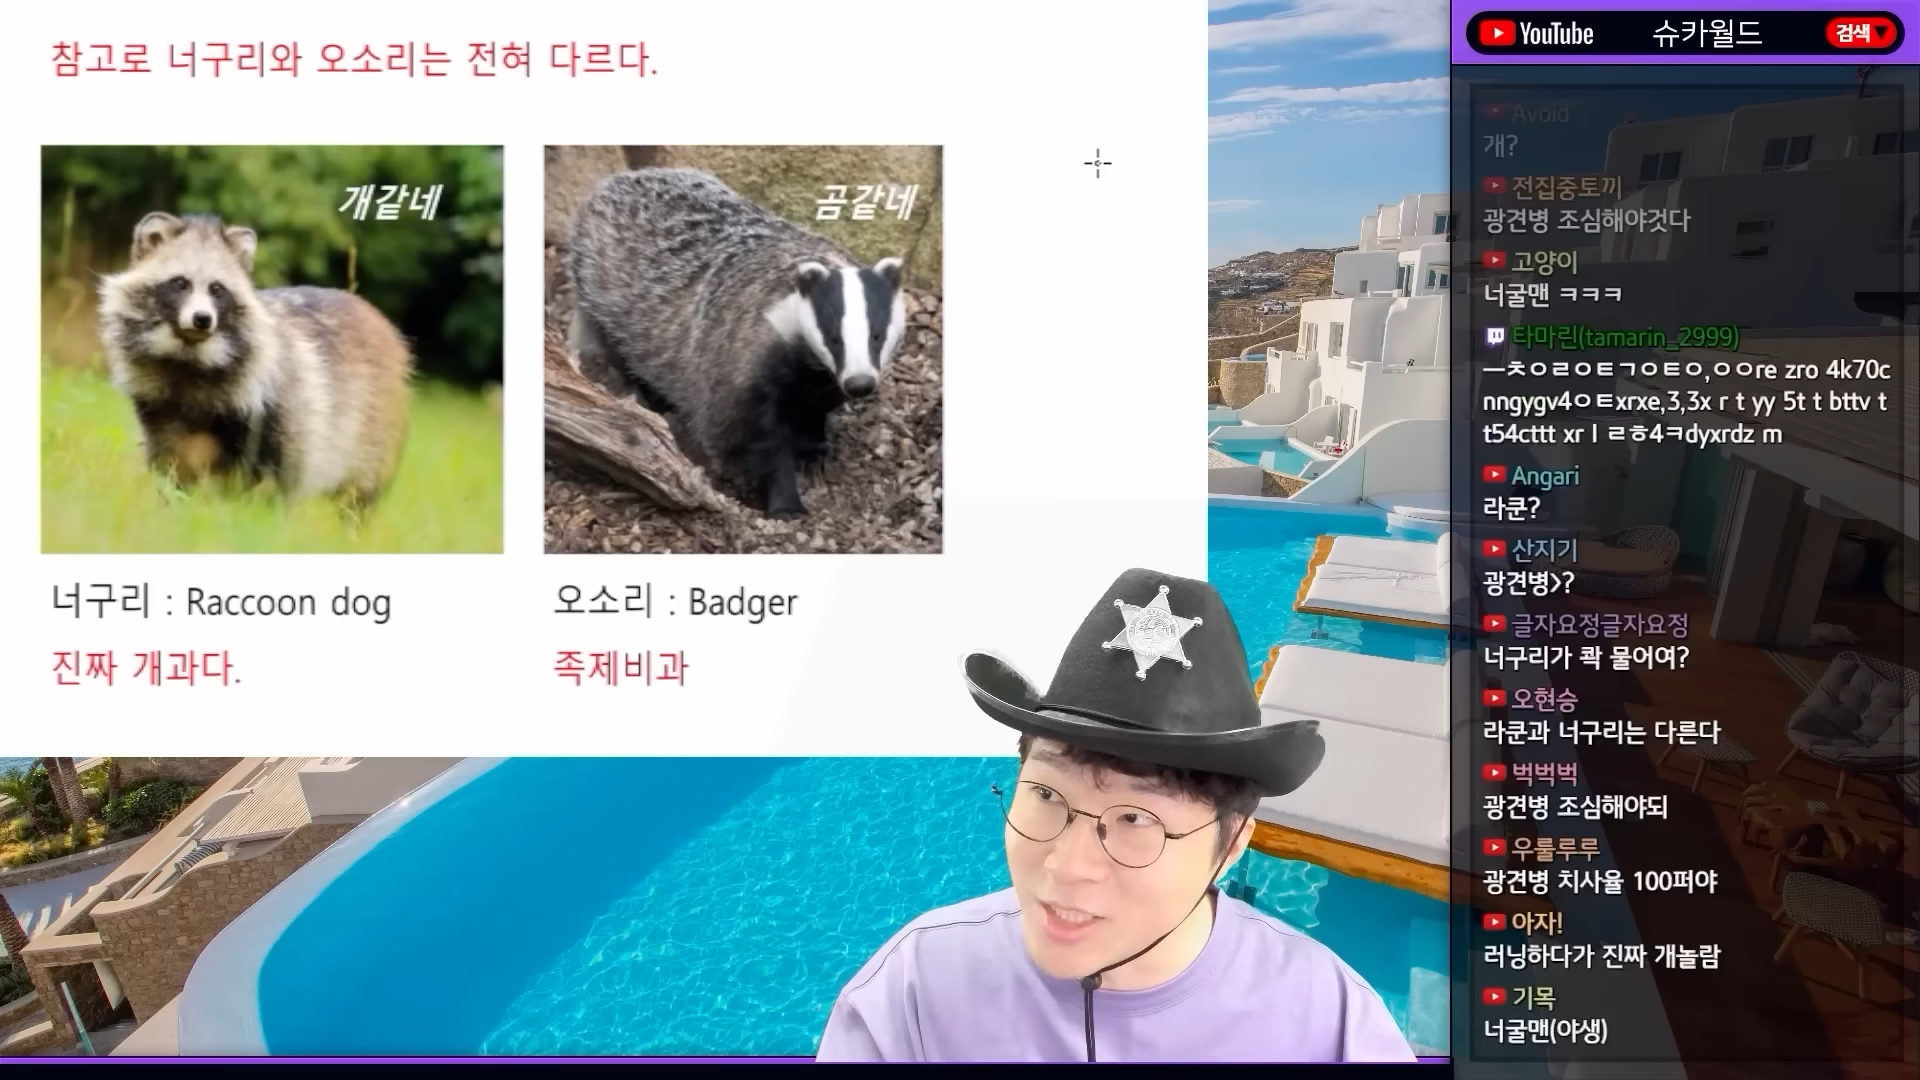 참고로 너구리와 오소리는 전혀 다르다.
개같네
곰같네
너구리 : Raccoon dog
오소리 : Badger
진짜 개과다.
족제비과
YouTube 슈카월드 검색
Avoid
개?
전집중토끼
광견병 조심해야것다
고양이
너굴맨 ㅋㅋㅋ
타마린(tamarin_2999)
ㅡㅊㅇㄹㅇㅌㄱㅇㅌㅇ,ㅇㅇre zro 4k70c
nngygv4ㅇㅌxrxe,3,3x r t yy 5t t bttv t
t54cttt xrㅣㄹㅎ4ㅋdyxrdz m
Angari
라쿤?
산지기
광견병>?
글자요정글자요정
너구리가 콱 물어여?
오현승
라쿤과 너구리는 다른다
벅벅벅
광견병 조심해야되
우룰루루
광견병 치사율 100퍼야
아자!
러닝하다가 진짜 개놀람
기목
너굴맨(야생)